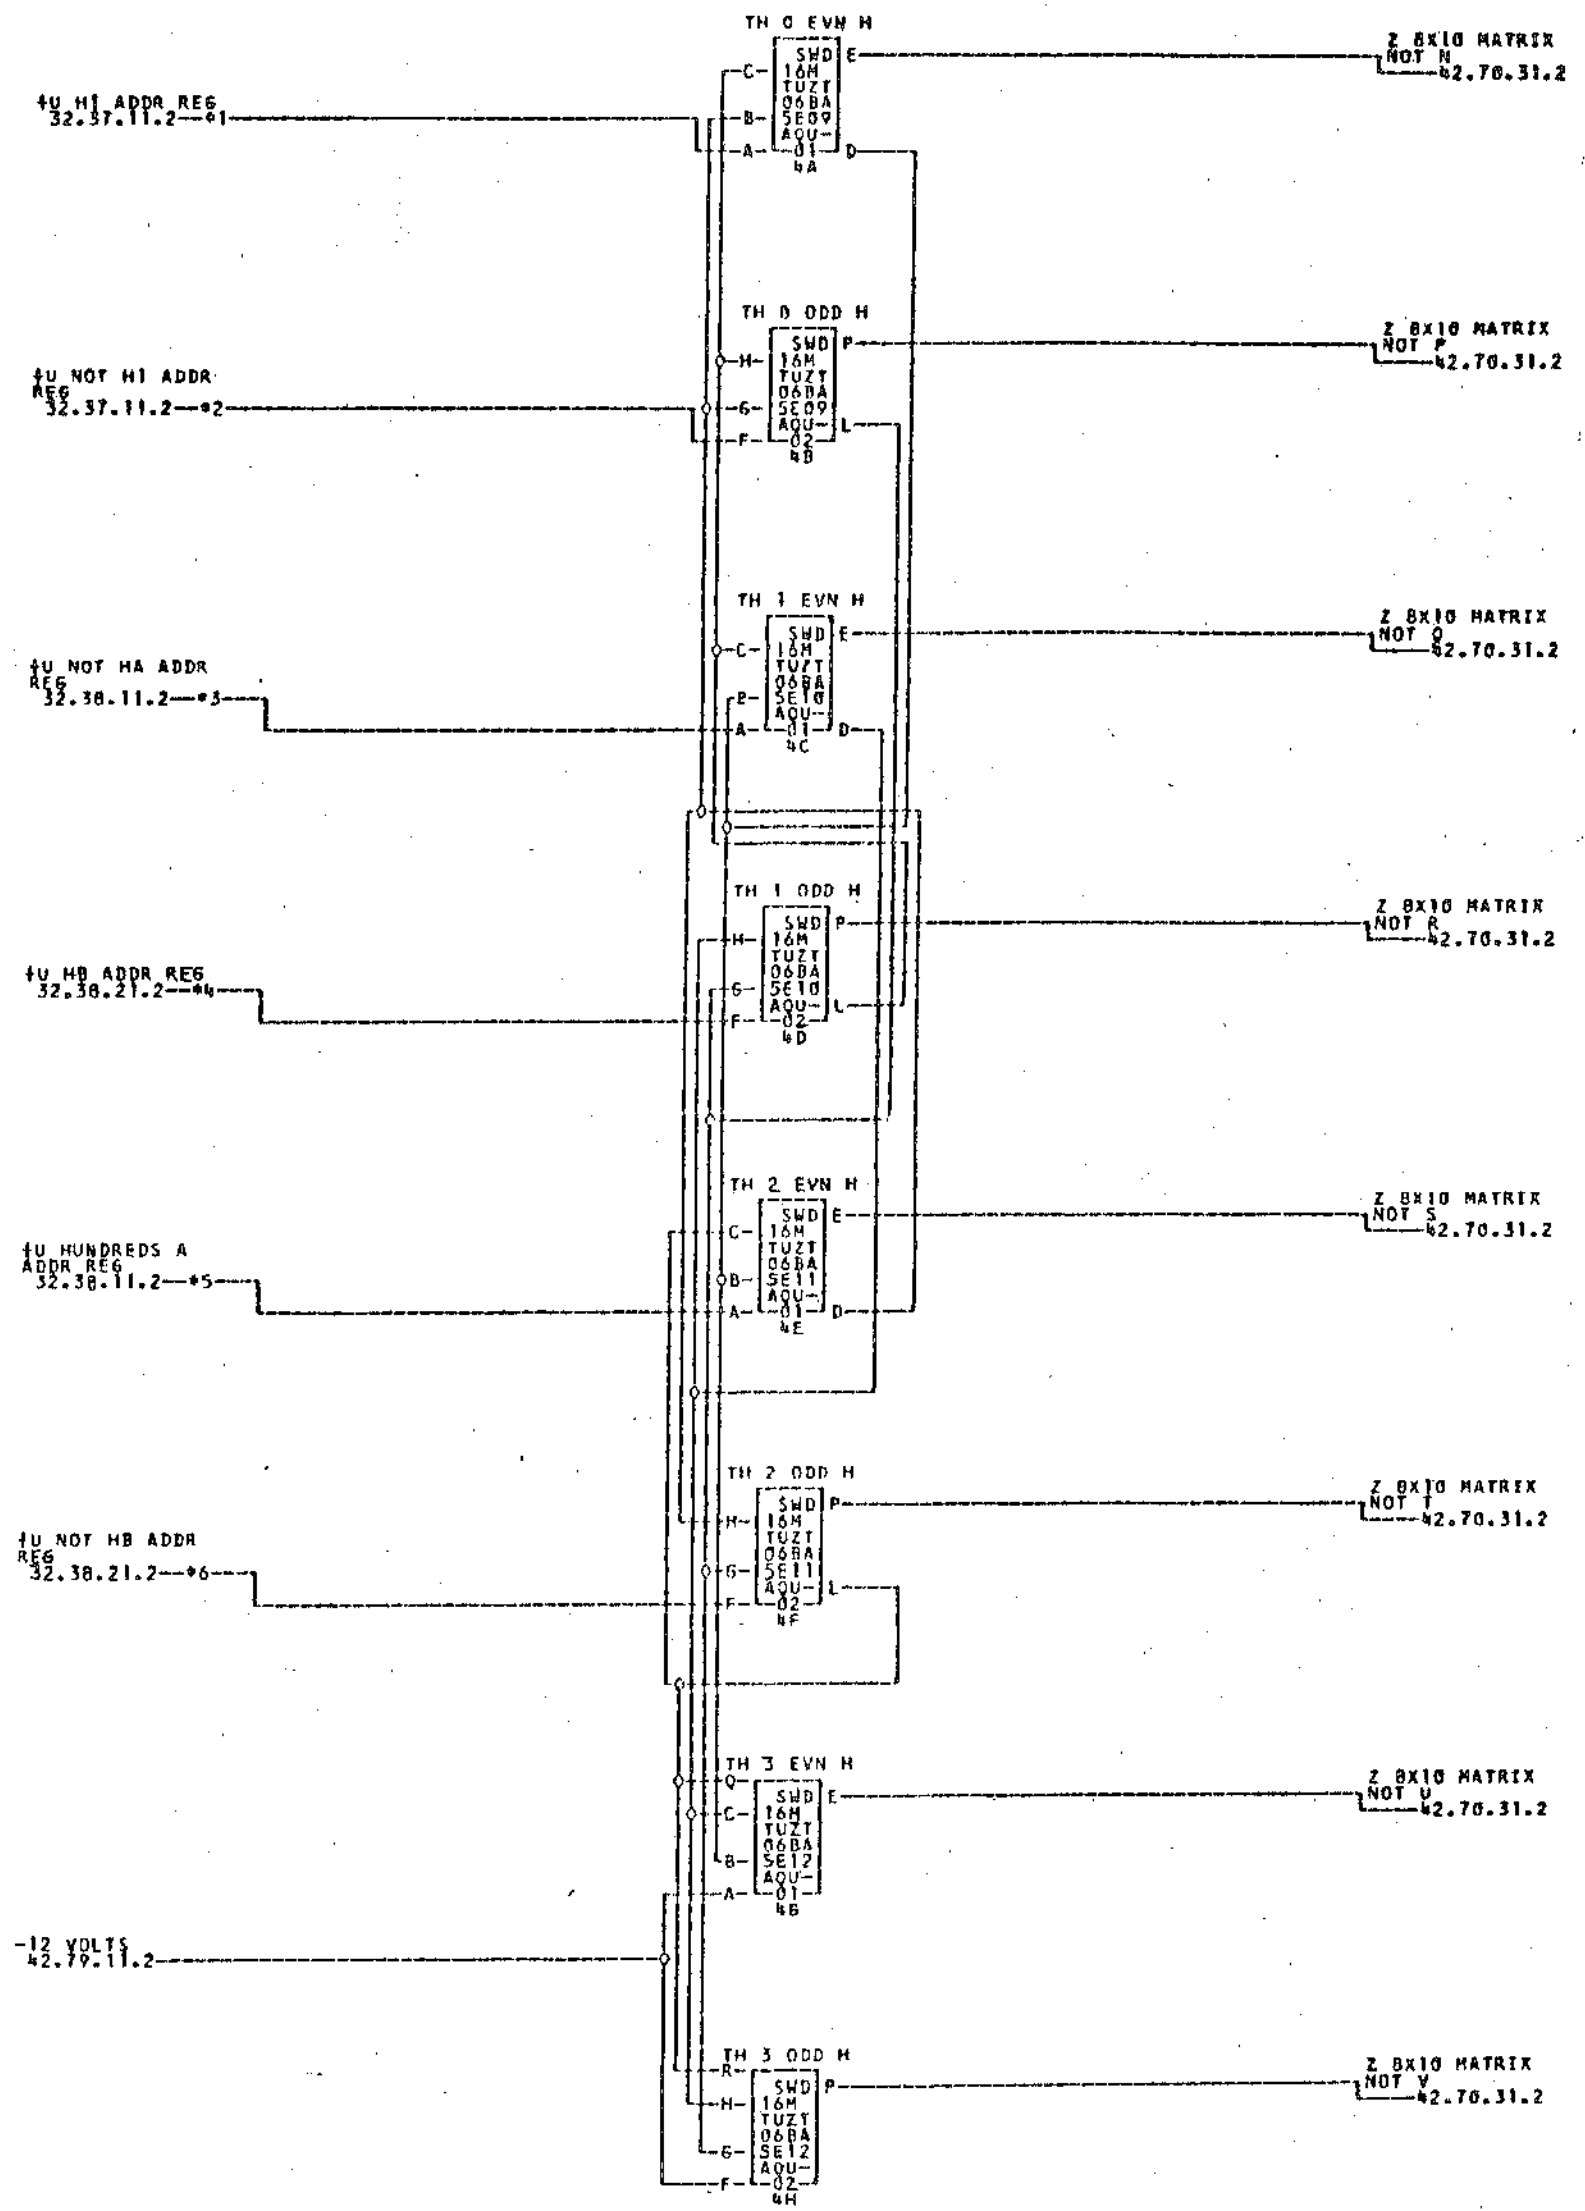 TH 0 EVN H
SWD E
C 16M
TUZT
06BA
B 5E09
AQU-
A 01 D
4A
Z 8X10 MATRIX
NOT N
42.70.31.2
+U H1 ADDR REG
32.37.11.2--*1
TH 0 ODD H
SWD P
H 16M
TUZT
06BA
G 5E09
AQU- L
F 02
4B
Z 8X10 MATRIX
NOT P
42.70.31.2
+U NOT H1 ADDR
REG
32.37.11.2--*2
TH 1 EVN H
SWD E
C 16M
TUZT
06BA
B 5E10
AQU-
A 01 D
4C
Z 8X10 MATRIX
NOT Q
42.70.31.2
+U NOT HA ADDR
REG
32.38.11.2--*3
TH 1 ODD H
SWD P
H 16M
TUZT
06BA
G 5E10
AQU- L
F 02
4D
Z 8X10 MATRIX
NOT R
42.70.31.2
+U HB ADDR REG
32.38.21.2--*4
TH 2 EVN H
SWD E
C 16M
TUZT
06BA
B 5E11
AQU-
A 01 D
4E
Z 8X10 MATRIX
NOT S
42.70.31.2
+U HUNDREDS A
ADDR REG
32.38.11.2--*5
TH 2 ODD H
SWD P
H 16M
TUZT
06BA
G 5E11
AQU- L
F 02
4F
Z 8X10 MATRIX
NOT T
42.70.31.2
+U NOT HB ADDR
REG
32.38.21.2--*6
TH 3 EVN H
Q
SWD E
C 16M
TUZT
06BA
B 5E12
AQU-
A 01
4G
Z 8X10 MATRIX
NOT U
42.70.31.2
-12 VOLTS
42.79.11.2
TH 3 ODD H
R
SWD P
H 16M
TUZT
06BA
G 5E12
AQU-
F 02
4H
Z 8X10 MATRIX
NOT V
42.70.31.2